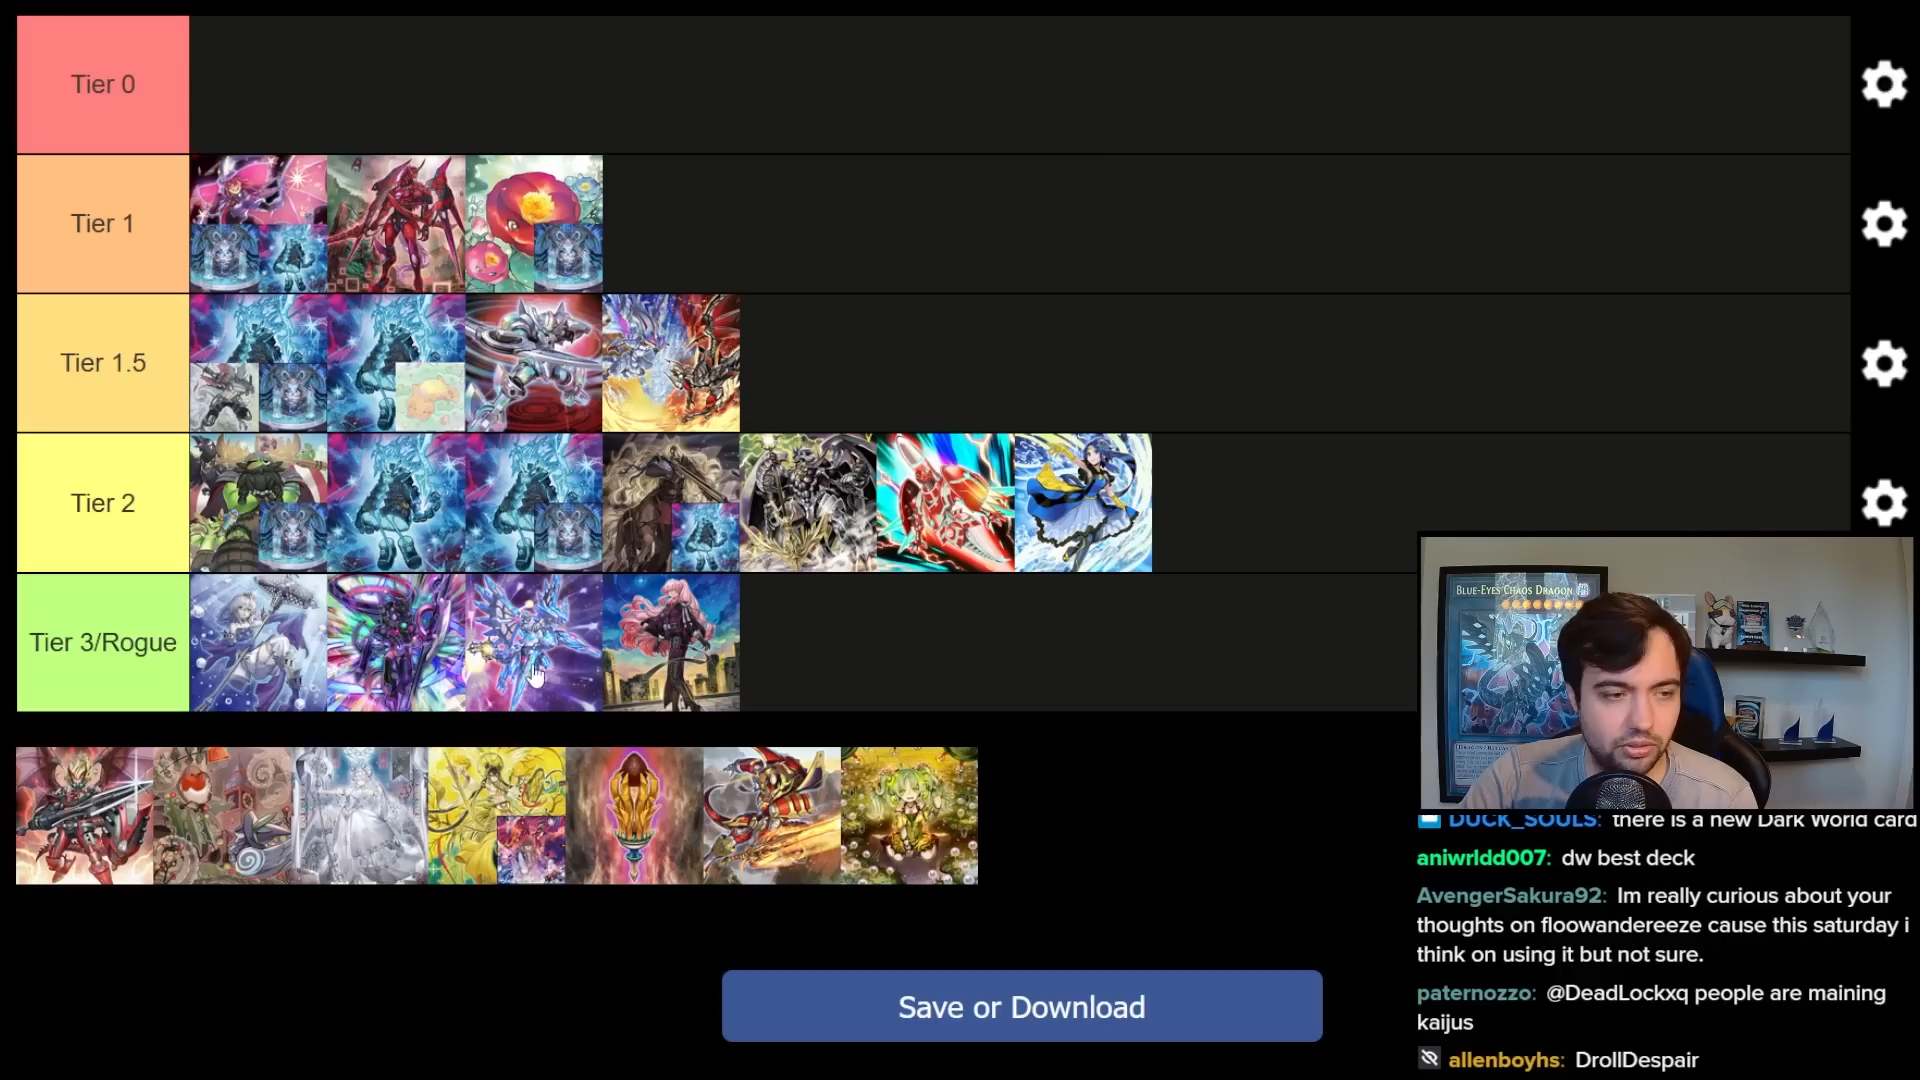 Tier 0
Tier 1
Tier 1.5
Tier 2
Tier 3/Rogue
BLUE-EYES CHAOS DRAGON
Save or Download
DUCK_SOULS: there is a new Dark World card
aniwrldd007: dw best deck
AvengerSakura92: Im really curious about your
thoughts on floowandereeze cause this saturday i
think on using it but not sure.
paternozzo: @DeadLockxq people are maining
kaijus
allenboyhs: DrollDespair